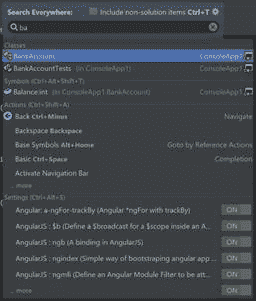 Search Everywhere: Include non-solution items Ctrl+T
ba
Classes
BankAccount ConsoleApp1
BankAccountTests (in ConsoleApp1) ConsoleApp1
Symbols (Ctrl+Alt+Shift+T)
Balance:int (in ConsoleApp1.BankAccount) ConsoleApp1
Actions (Ctrl+Shift+A)
Back Ctrl+Minus Navigate
Backspace Backspace
Base Symbols Alt+Home Goto by Reference Actions
Basic Ctrl+Space Completion
Activate Navigation Bar
... more
Settings (Ctrl+Alt+S)
Angular: a-ngFor-trackBy (Angular *ngFor with trackBy) ON
AngularJS : $b (Define a $broadcast for a $scope inside an A... ON
AngularJS : ngb (A binding in AngularJS) ON
AngularJS : ngindex (Simple way of bootstraping angular app ... ON
AngularJS : ngmfi (Define an Angular Module Filter to be att... ON
... more